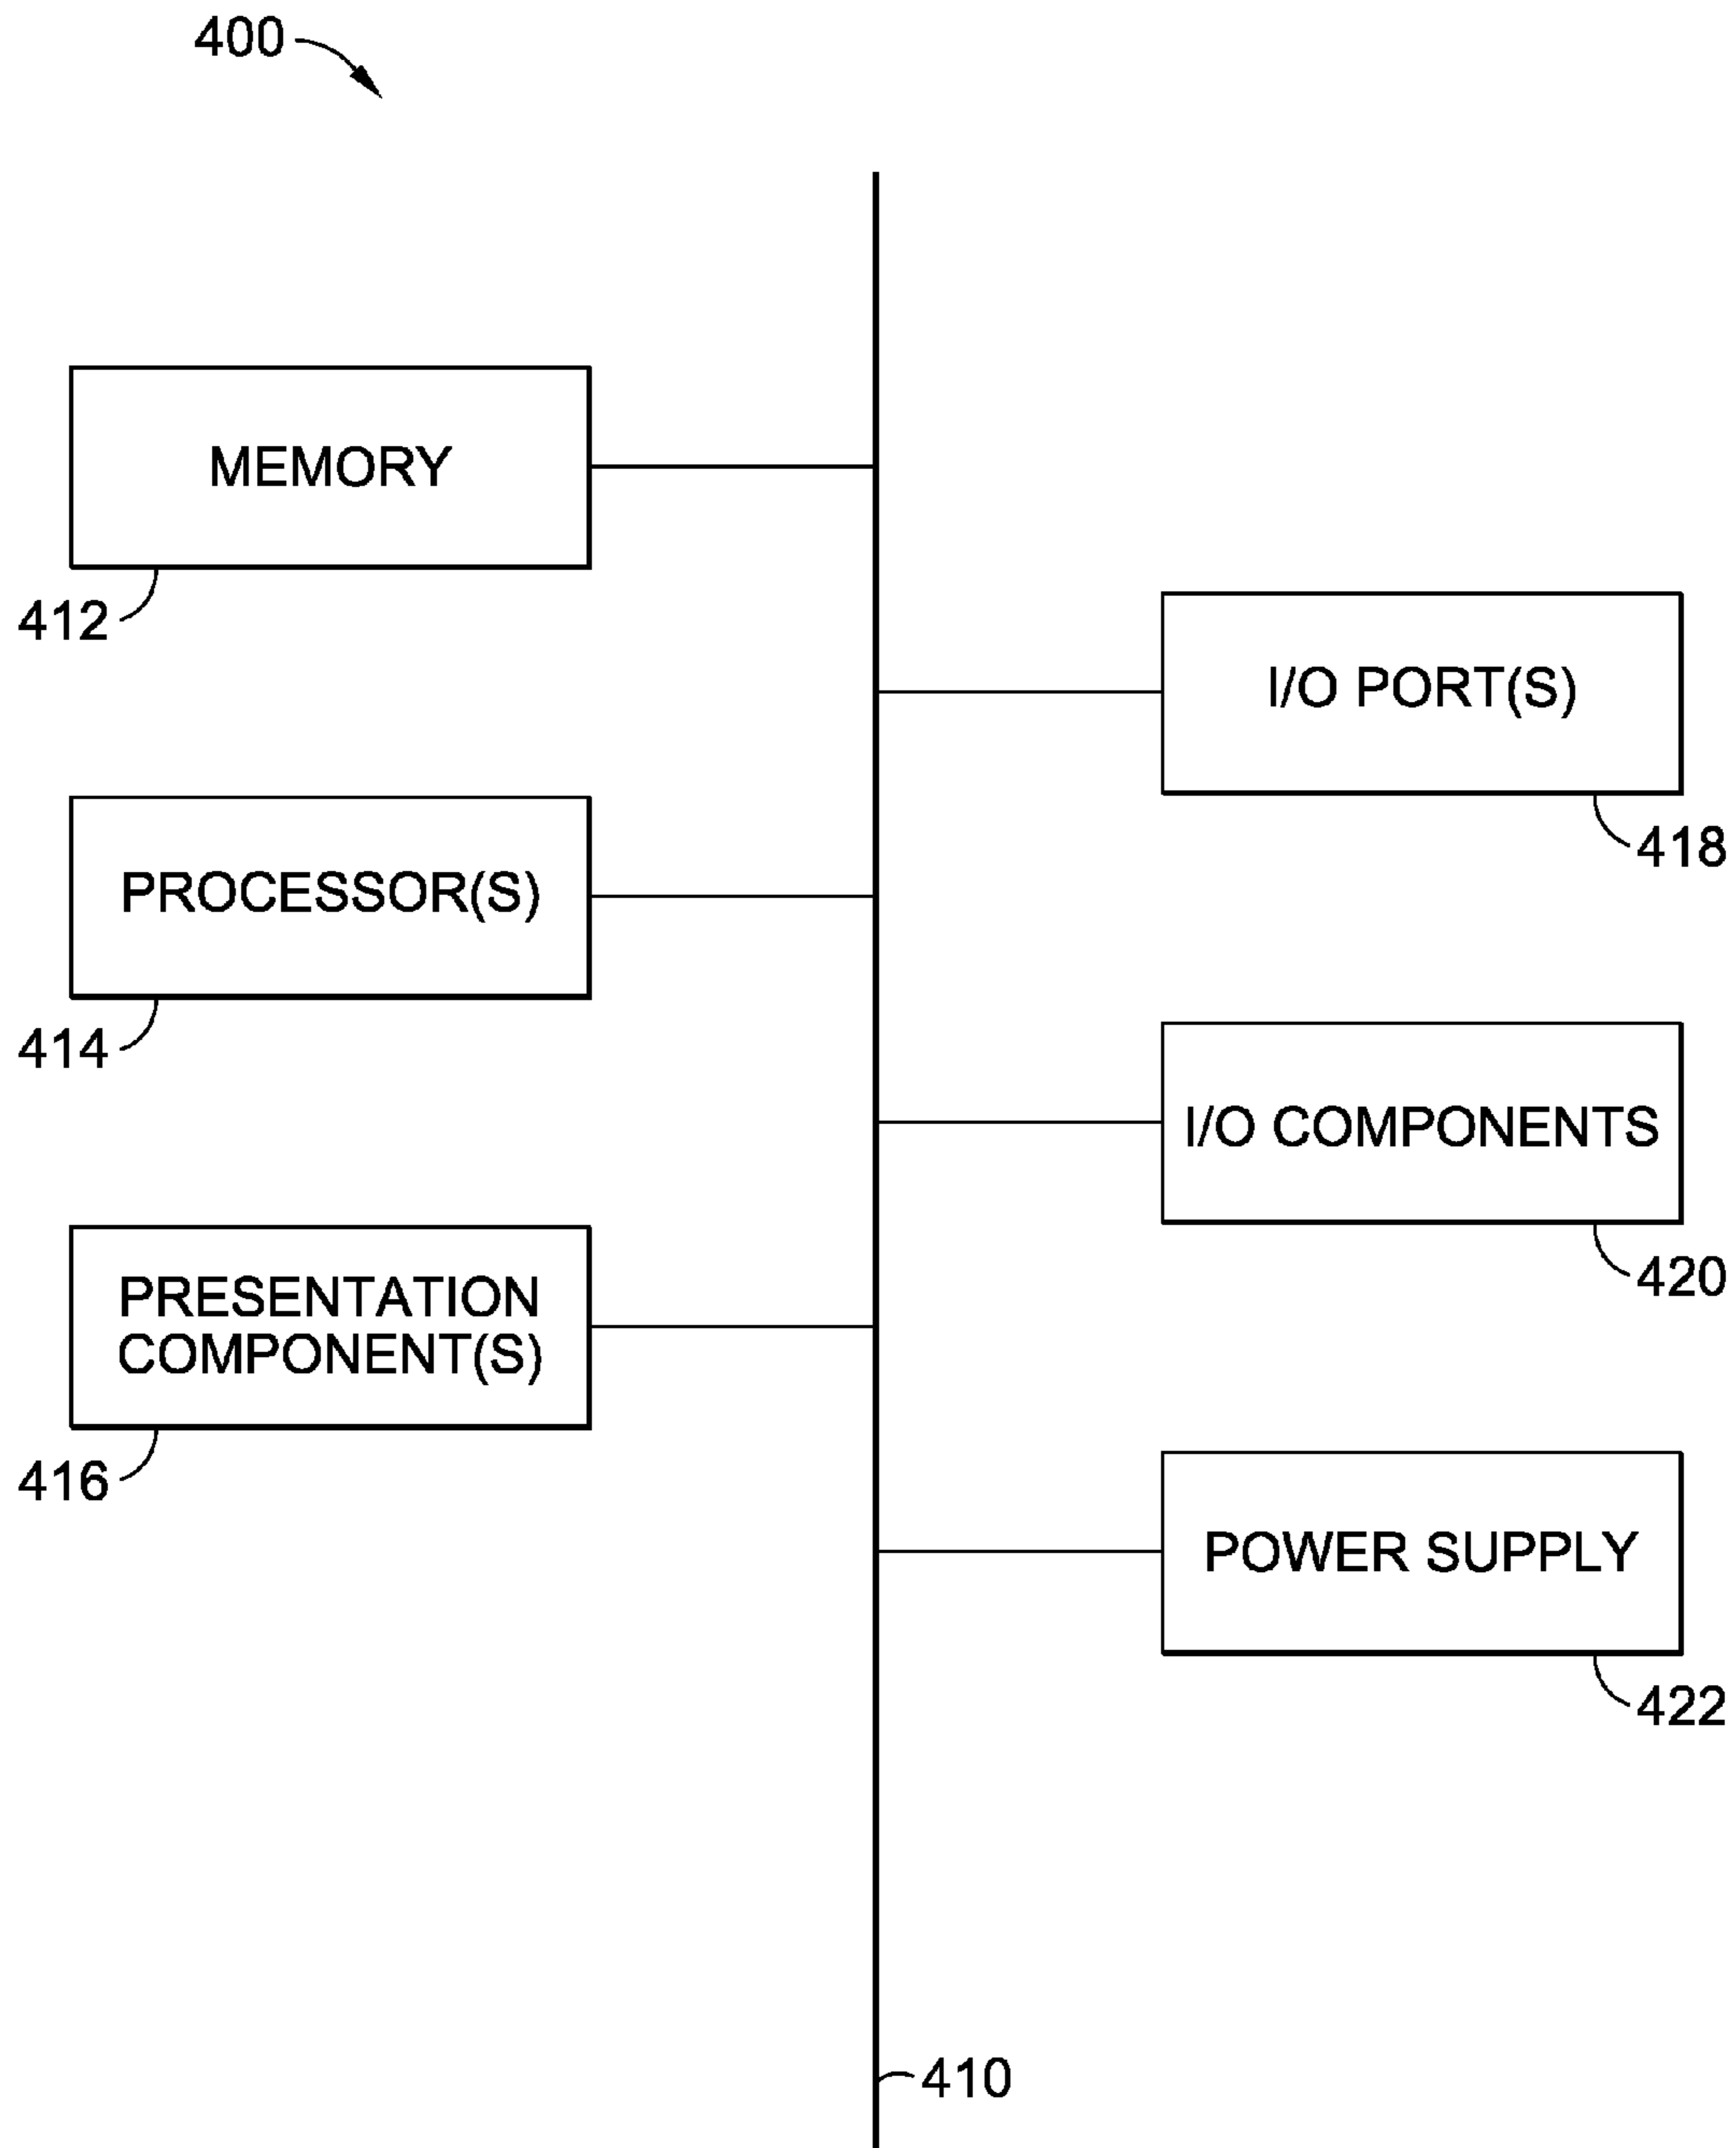 400
MEMORY
412
I/O PORT(S)
418
PROCESSOR(S)
414
I/O COMPONENTS
420
PRESENTATION
COMPONENT(S)
416
POWER SUPPLY
422
410